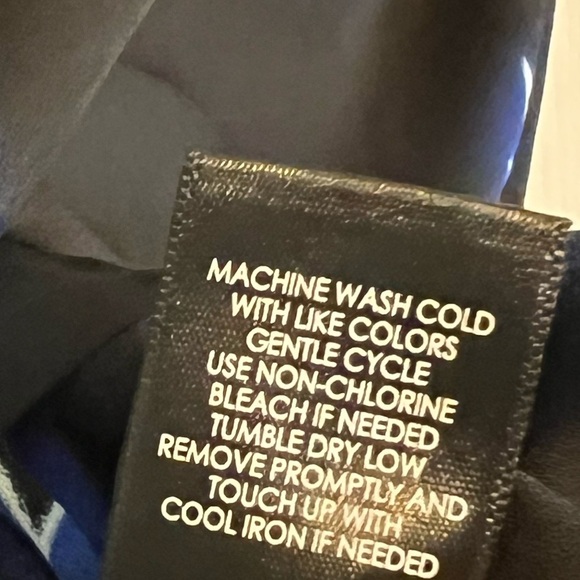 MACHINE WASH COLD
WITH LIKE COLORS
GENTLE CYCLE
USE NON-CHLORINE
BLEACH IF NEEDED
TUMBLE DRY LOW
REMOVE PROMPTLY AND
TOUCH UP WITH
COOL IRON IF NEEDED